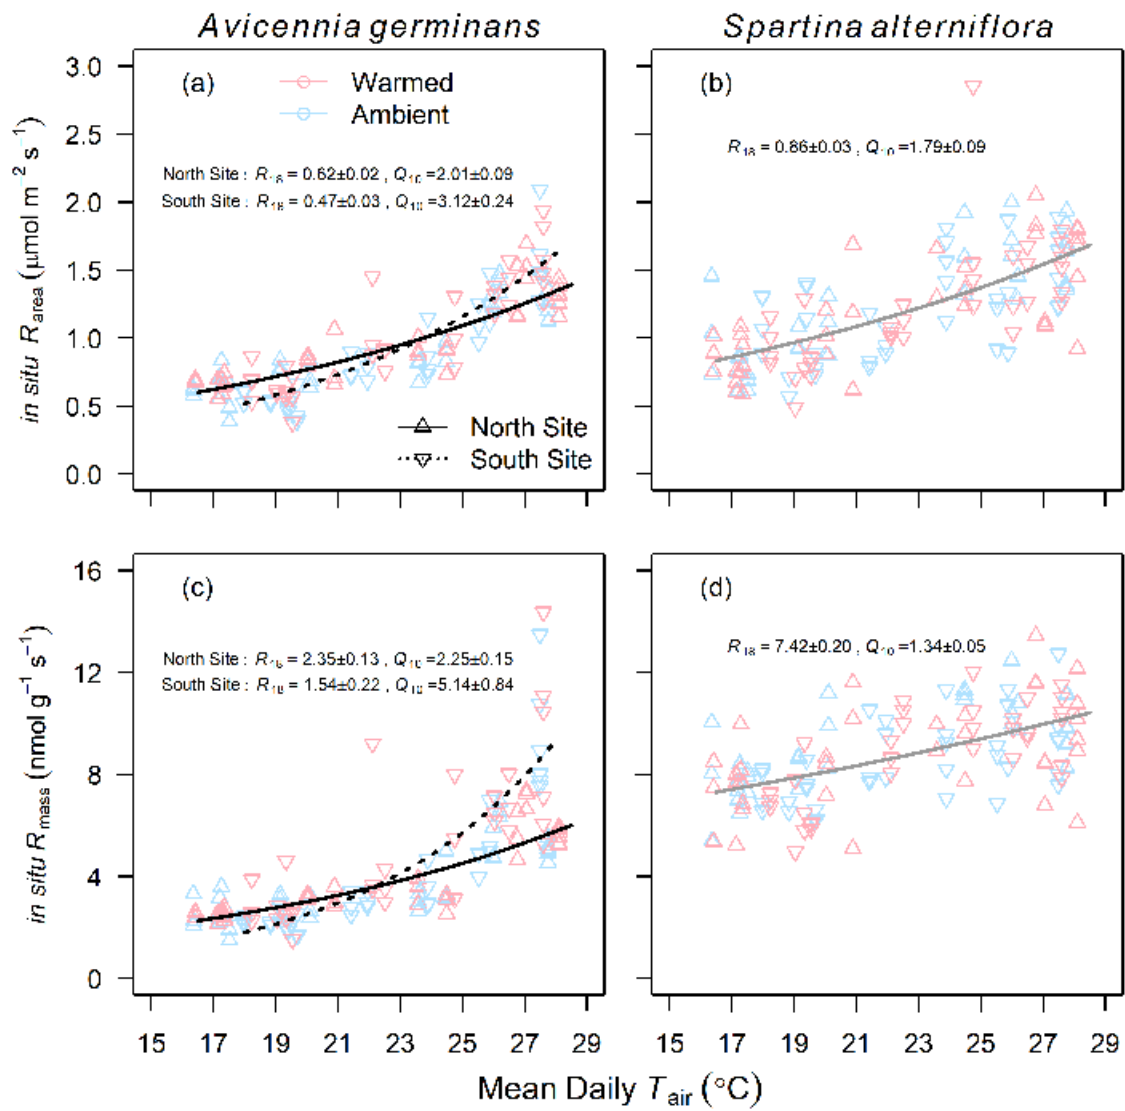 Avicennia germinans
Spartina alterniflora
in situ R area (μmol m−2 s−1)
3.0
2.5
2.0
1.5
1.0
0.5
0.0
(a)
Warmed
Ambient
North Site : R18 = 0.62±0.02 , Q10 =2.01±0.09
South Site : R18 = 0.47±0.03 , Q10 =3.12±0.24
North Site
South Site
(b)
R18 = 0.86±0.03 , Q10 =1.79±0.09
15 17 19 21 23 25 27 29
in situ R mass (nmol g−1 s−1)
16
12
8
4
0
(c)
North Site : R18 = 2.35±0.13 , Q10 =2.25±0.15
South Site : R18 = 1.54±0.22 , Q10 =5.14±0.84
(d)
R18 = 7.42±0.20 , Q10 =1.34±0.05
15 17 19 21 23 25 27 29
Mean Daily Tair (°C)